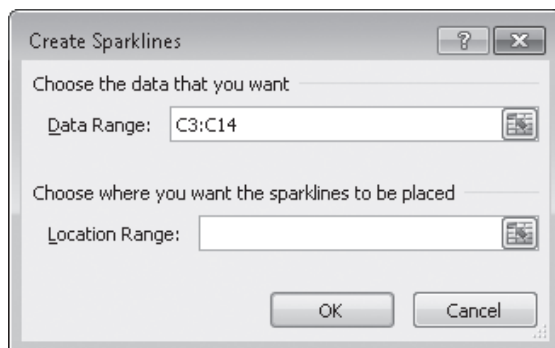 Create Sparklines
?
Choose the data that you want
Data Range: C3:C14
Choose where you want the sparklines to be placed
Location Range:
OK Cancel